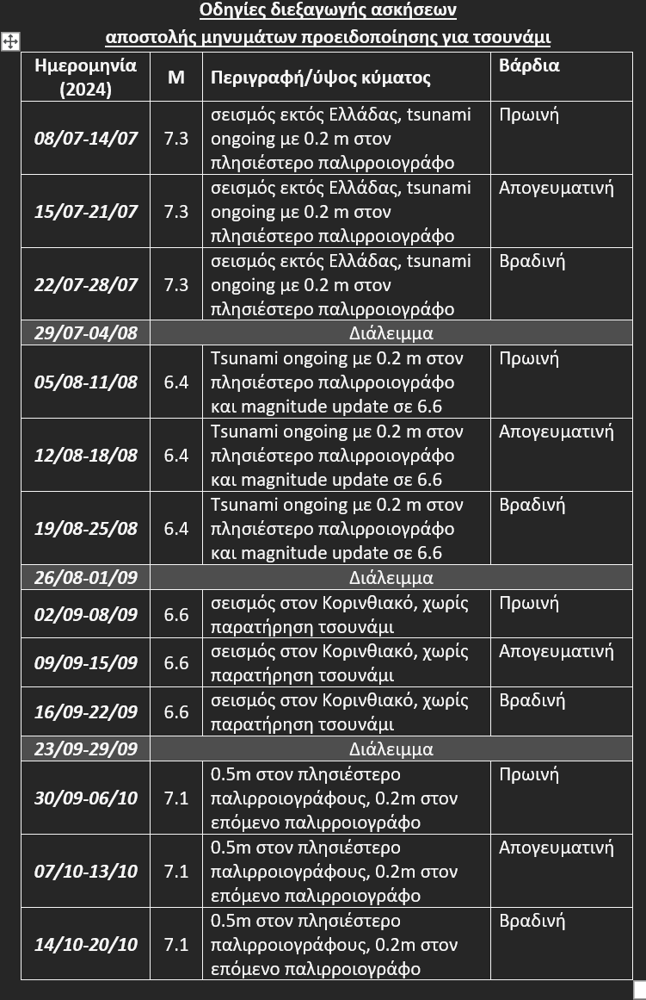 Οδηγίες διεξαγωγής ασκήσεων
αποστολής μηνυμάτων προειδοποίησης για τσουνάμι
Ημερομηνία (2024) Μ Περιγραφή/ύψος κύματος Βάρδια
08/07-14/07 7.3 σεισμός εκτός Ελλάδας, tsunami Πρωινή
ongoing με 0.2 m στον
πλησιέστερο παλιρροιογράφο
15/07-21/07 7.3 σεισμός εκτός Ελλάδας, tsunami Απογευματινή
ongoing με 0.2 m στον
πλησιέστερο παλιρροιογράφο
22/07-28/07 7.3 σεισμός εκτός Ελλάδας, tsunami Βραδινή
ongoing με 0.2 m στον
πλησιέστερο παλιρροιογράφο
29/07-04/08 Διάλειμμα
05/08-11/08 6.4 Tsunami ongoing με 0.2 m στον Πρωινή
πλησιέστερο παλιρροιογράφο
και magnitude update σε 6.6
12/08-18/08 6.4 Tsunami ongoing με 0.2 m στον Απογευματινή
πλησιέστερο παλιρροιογράφο
και magnitude update σε 6.6
19/08-25/08 6.4 Tsunami ongoing με 0.2 m στον Βραδινή
πλησιέστερο παλιρροιογράφο
και magnitude update σε 6.6
26/08-01/09 Διάλειμμα
02/09-08/09 6.6 σεισμός στον Κορινθιακό, χωρίς Πρωινή
παρατήρηση τσουνάμι
09/09-15/09 6.6 σεισμός στον Κορινθιακό, χωρίς Απογευματινή
παρατήρηση τσουνάμι
16/09-22/09 6.6 σεισμός στον Κορινθιακό, χωρίς Βραδινή
παρατήρηση τσουνάμι
23/09-29/09 Διάλειμμα
30/09-06/10 7.1 0.5m στον πλησιέστερο Πρωινή
παλιρροιογράφους, 0.2m στον
επόμενο παλιρροιογράφο
07/10-13/10 7.1 0.5m στον πλησιέστερο Απογευματινή
παλιρροιογράφους, 0.2m στον
επόμενο παλιρροιογράφο
14/10-20/10 7.1 0.5m στον πλησιέστερο Βραδινή
παλιρροιογράφους, 0.2m στον
επόμενο παλιρροιογράφο